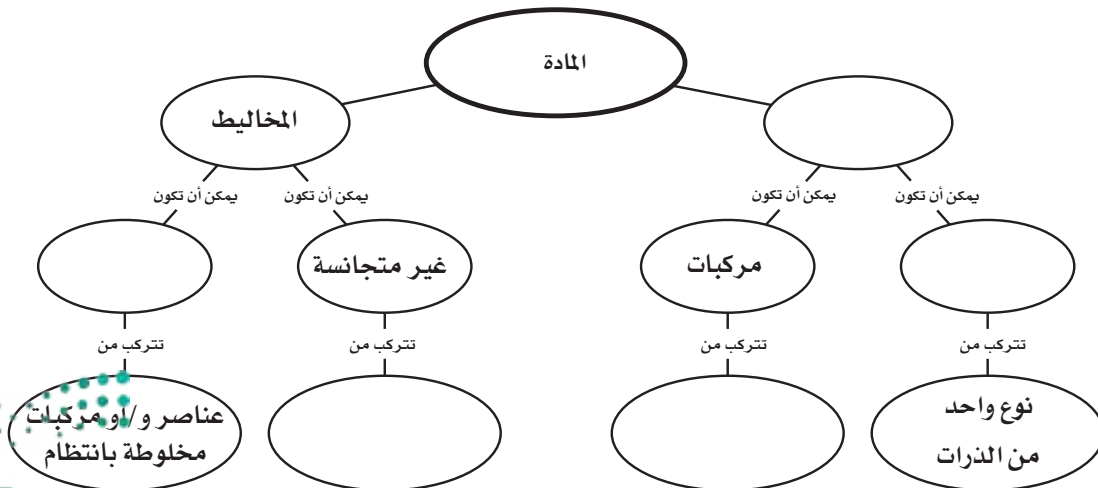 المادة
المخاليط
يمكن أن تكون
يمكن أن تكون
يمكن أن تكون
يمكن أن تكون
مركبات
غير متجانسة
تتركب من
تتركب من
تتركب من
تتركب من
نوع واحد
من الذرات
عناصر و/أو مركبات
مخلوطة بانتظام